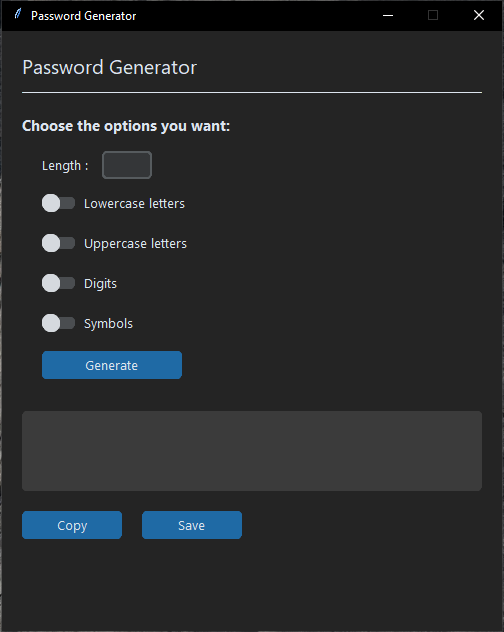 Password Generator
Password Generator
Choose the options you want:
Length :
Lowercase letters
Uppercase letters
Digits
Symbols
Generate
Copy Save